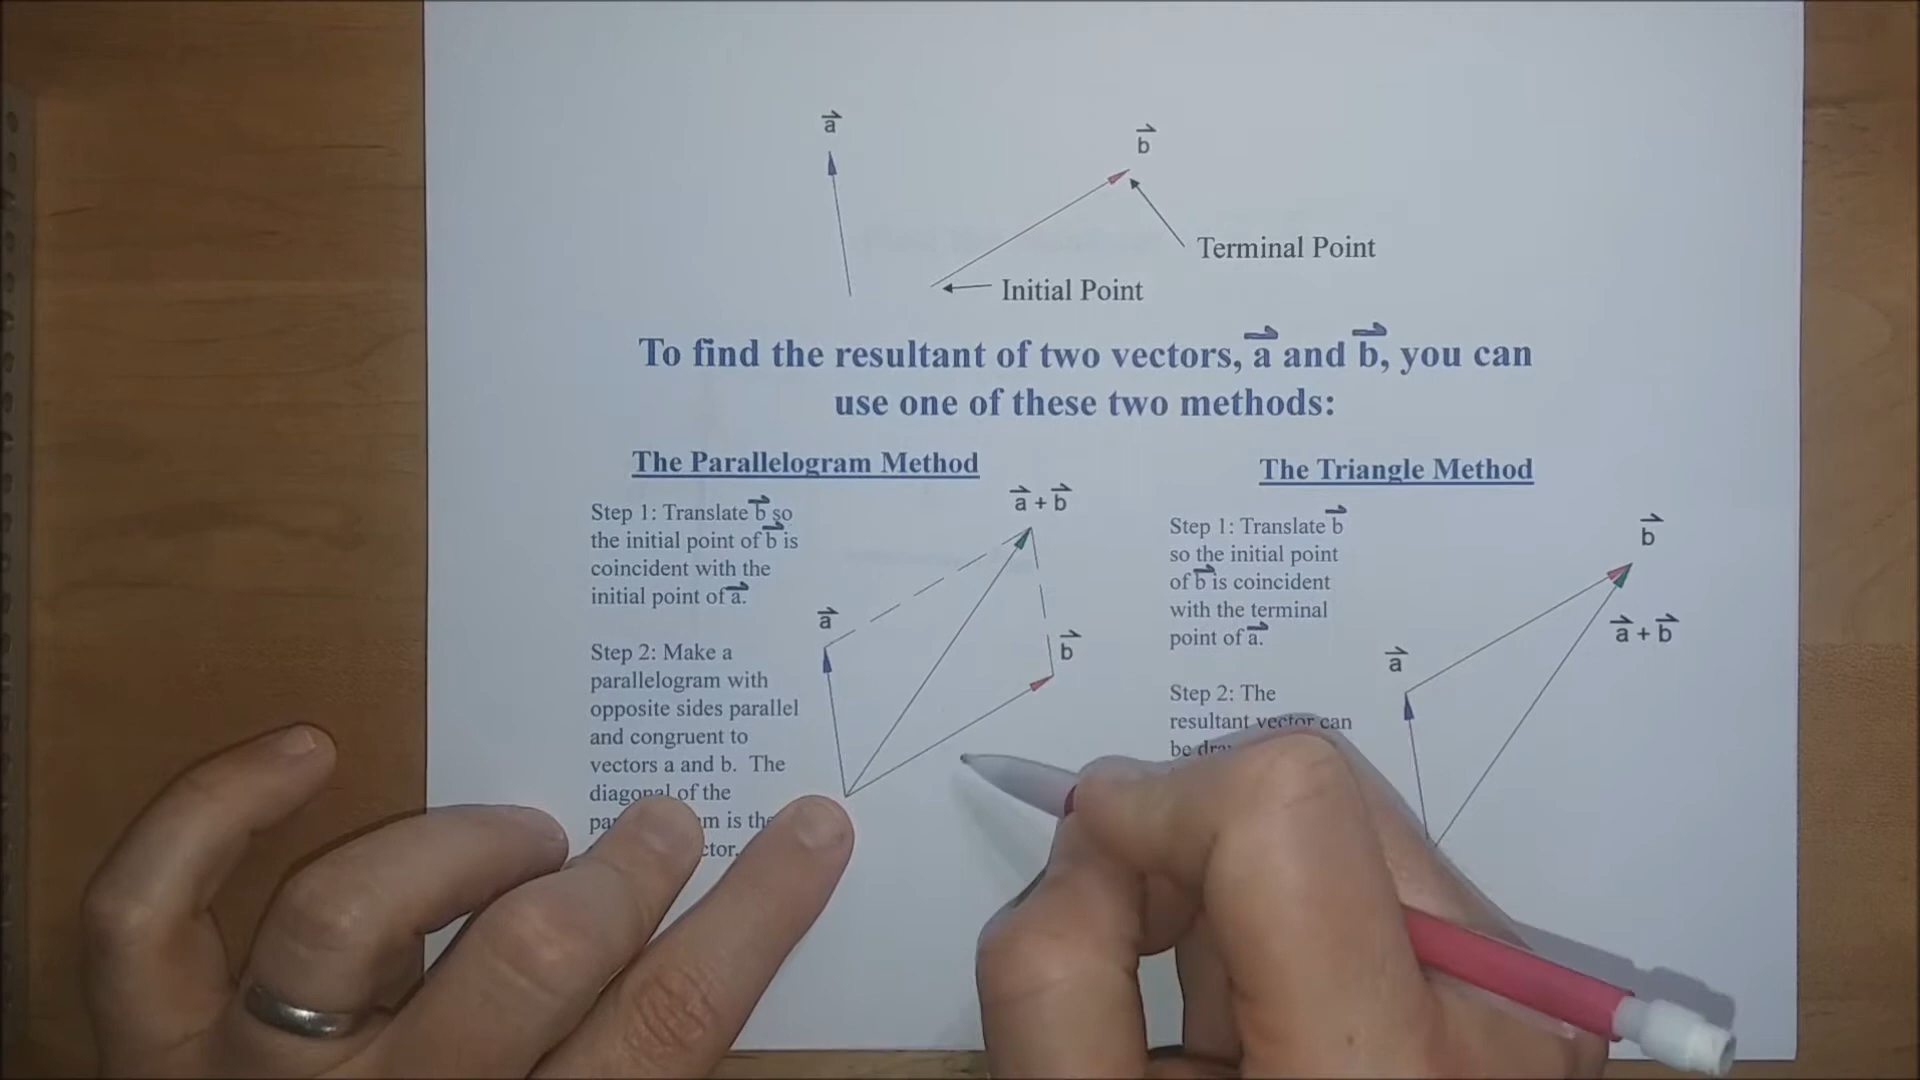 a
b
Terminal Point
Initial Point
To find the resultant of two vectors, a and b, you can
use one of these two methods:
The Parallelogram Method
Step 1: Translate b so
the initial point of b is
coincident with the
initial point of a.
Step 2: Make a
parallelogram with
opposite sides parallel
and congruent to
vectors a and b. The
diagonal of the
is the
a + b
a
b
The Triangle Method
Step 1: Translate b
so the initial point
of b is coincident
with the terminal
point of a.
Step 2: The
resultant vector can
be
b
a + b
a